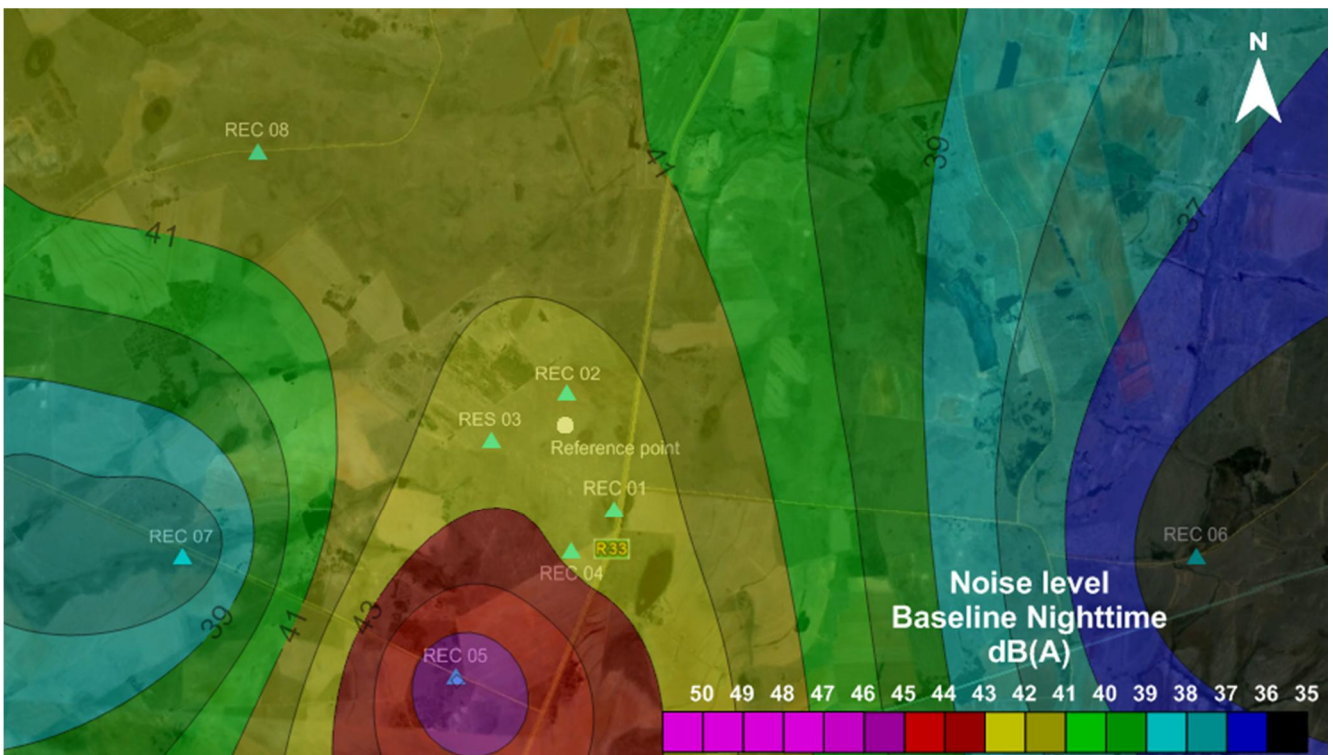 N
REC 08
41
39
37
41
REC 02
RES 03
Reference point
REC 01
REC 07
R33
REC 06
REC 04
39
41
43
Noise level
Baseline Nighttime
dB(A)
REC 05
50 49 48 47 46 45 44 43 42 41 40 39 38 37 36 35